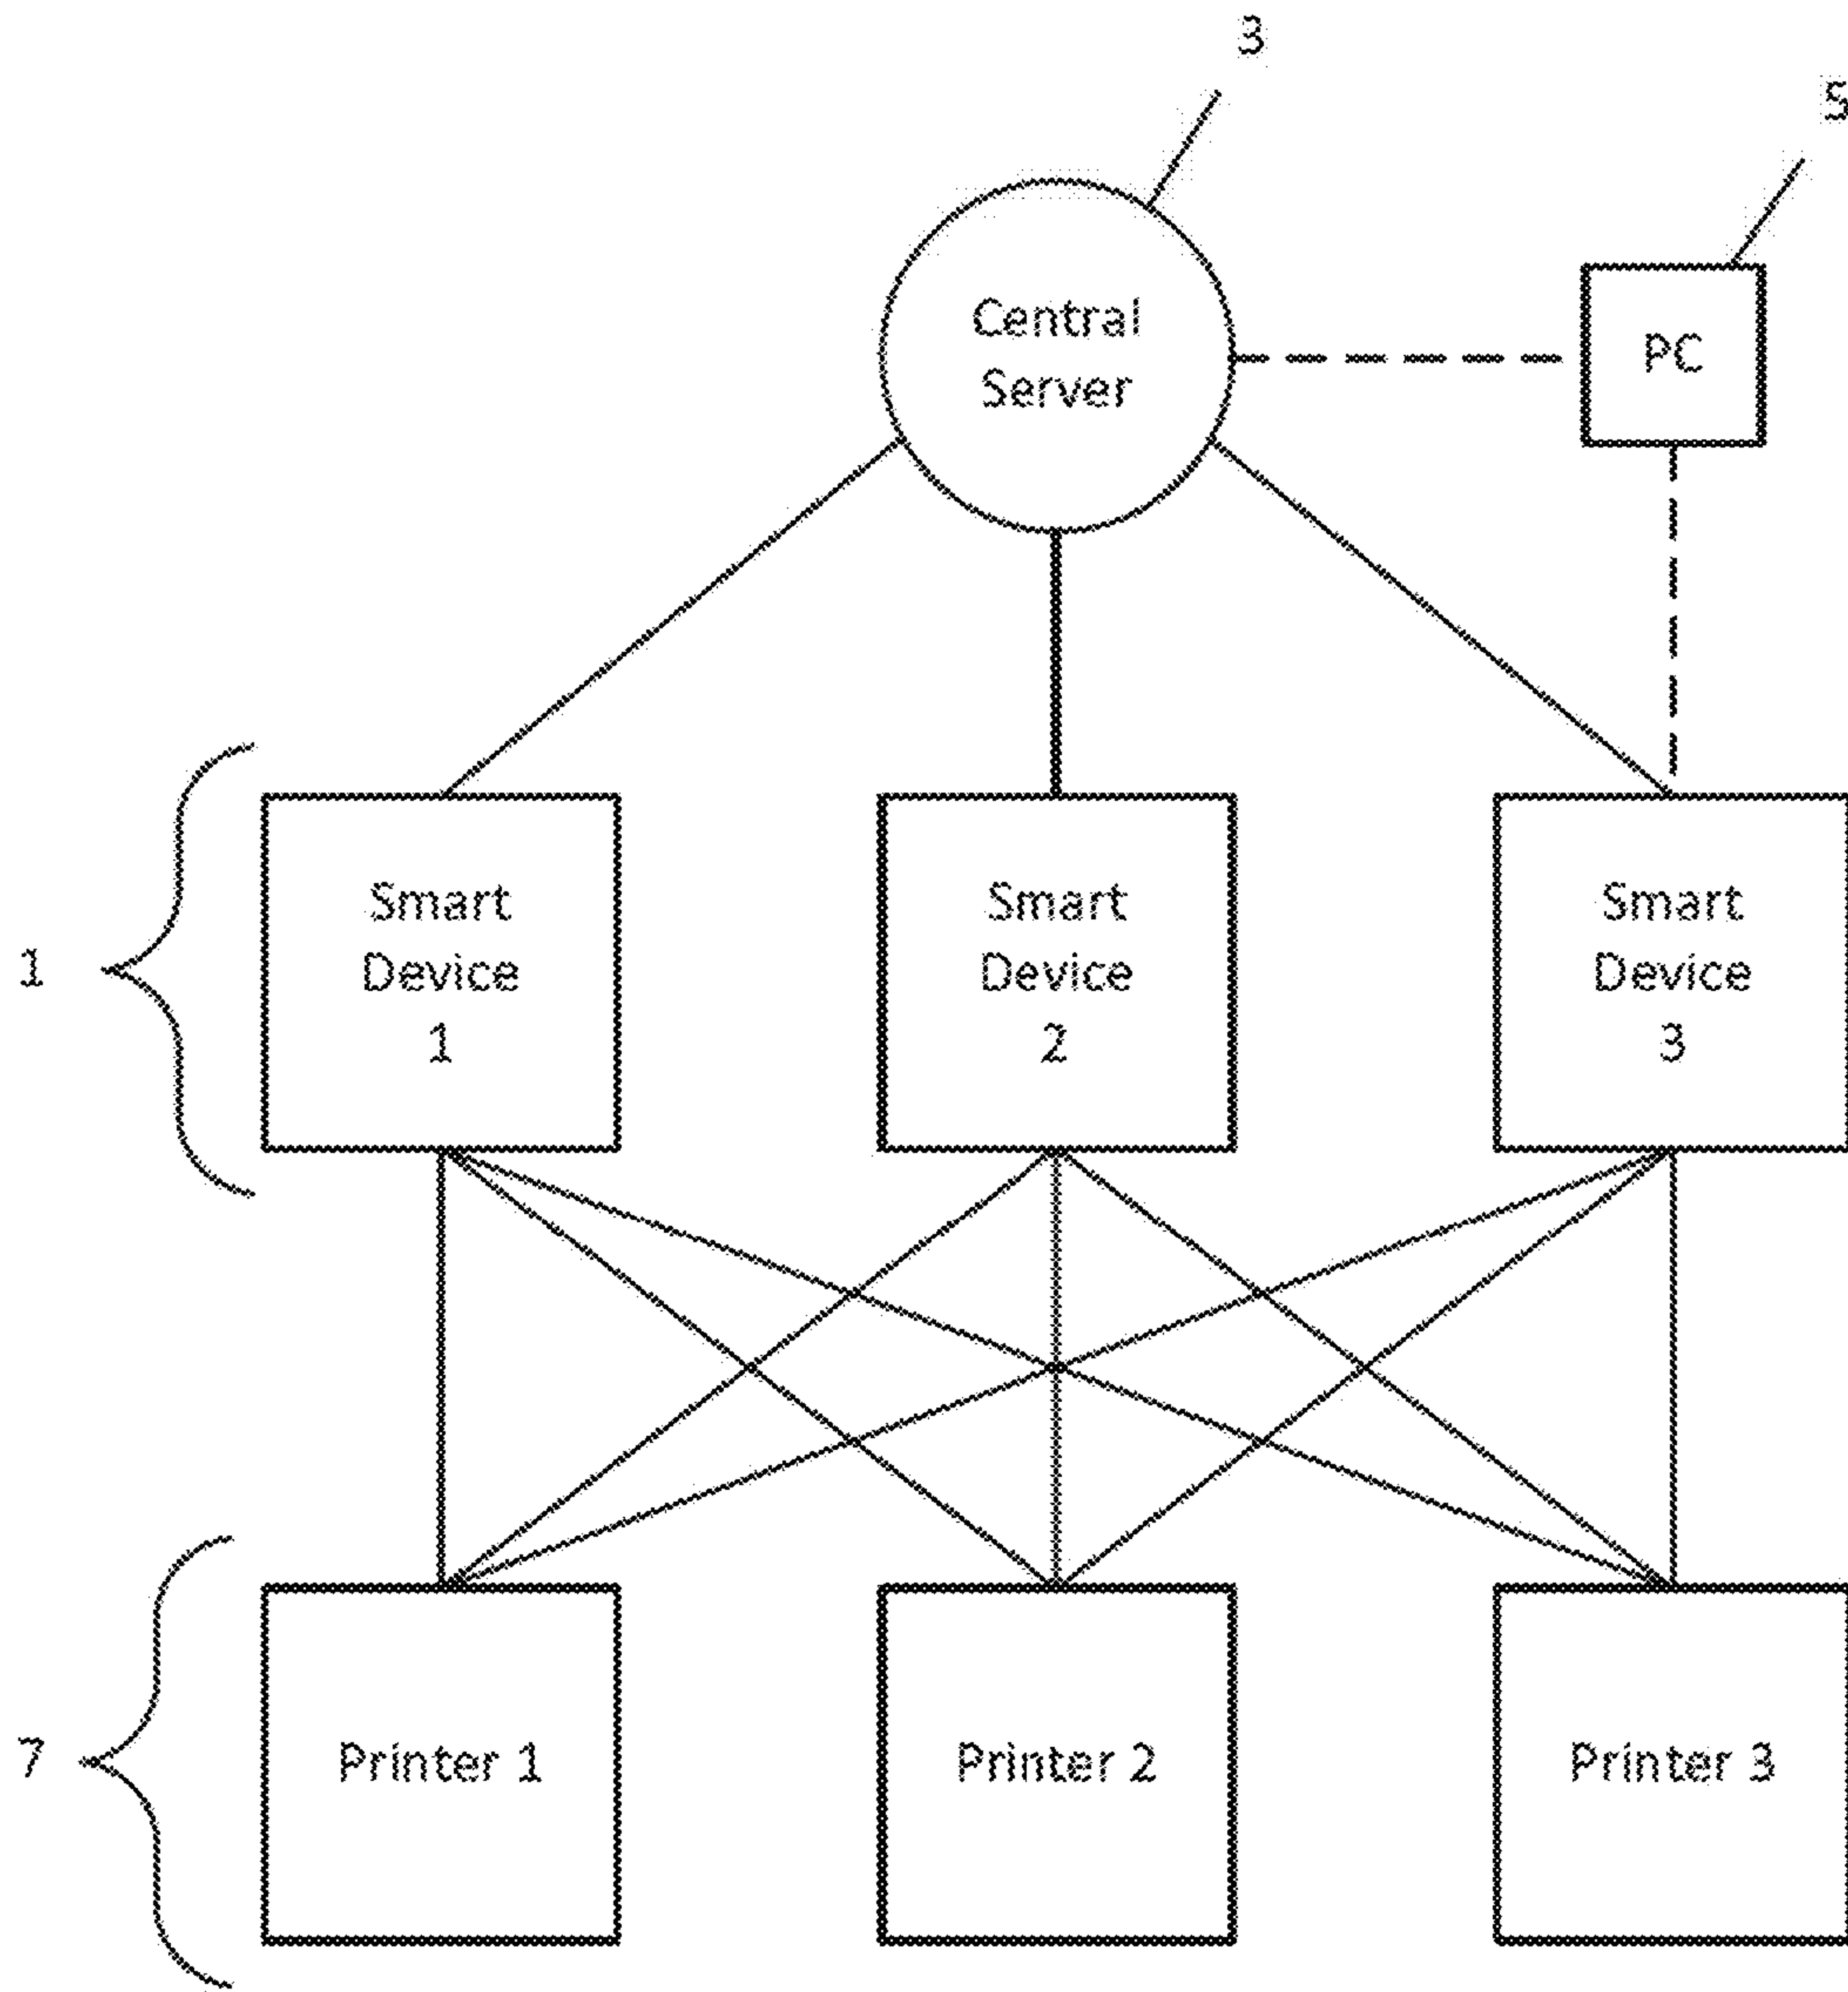 3
5
Central
Server
PC
1
Smart
Device
1
Smart
Device
2
Smart
Device
3
7
Printer 1
Printer 2
Printer 3